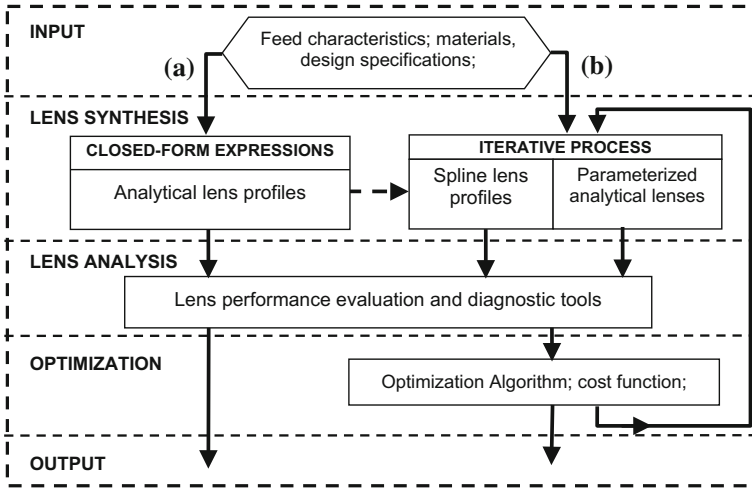 INPUT
Feed characteristics; materials,
design specifications;
(a)
(b)
LENS SYNTHESIS
CLOSED-FORM EXPRESSIONS
Analytical lens profiles
ITERATIVE PROCESS
Spline lens
profiles
Parameterized
analytical lenses
LENS ANALYSIS
Lens performance evaluation and diagnostic tools
OPTIMIZATION
Optimization Algorithm; cost function;
OUTPUT